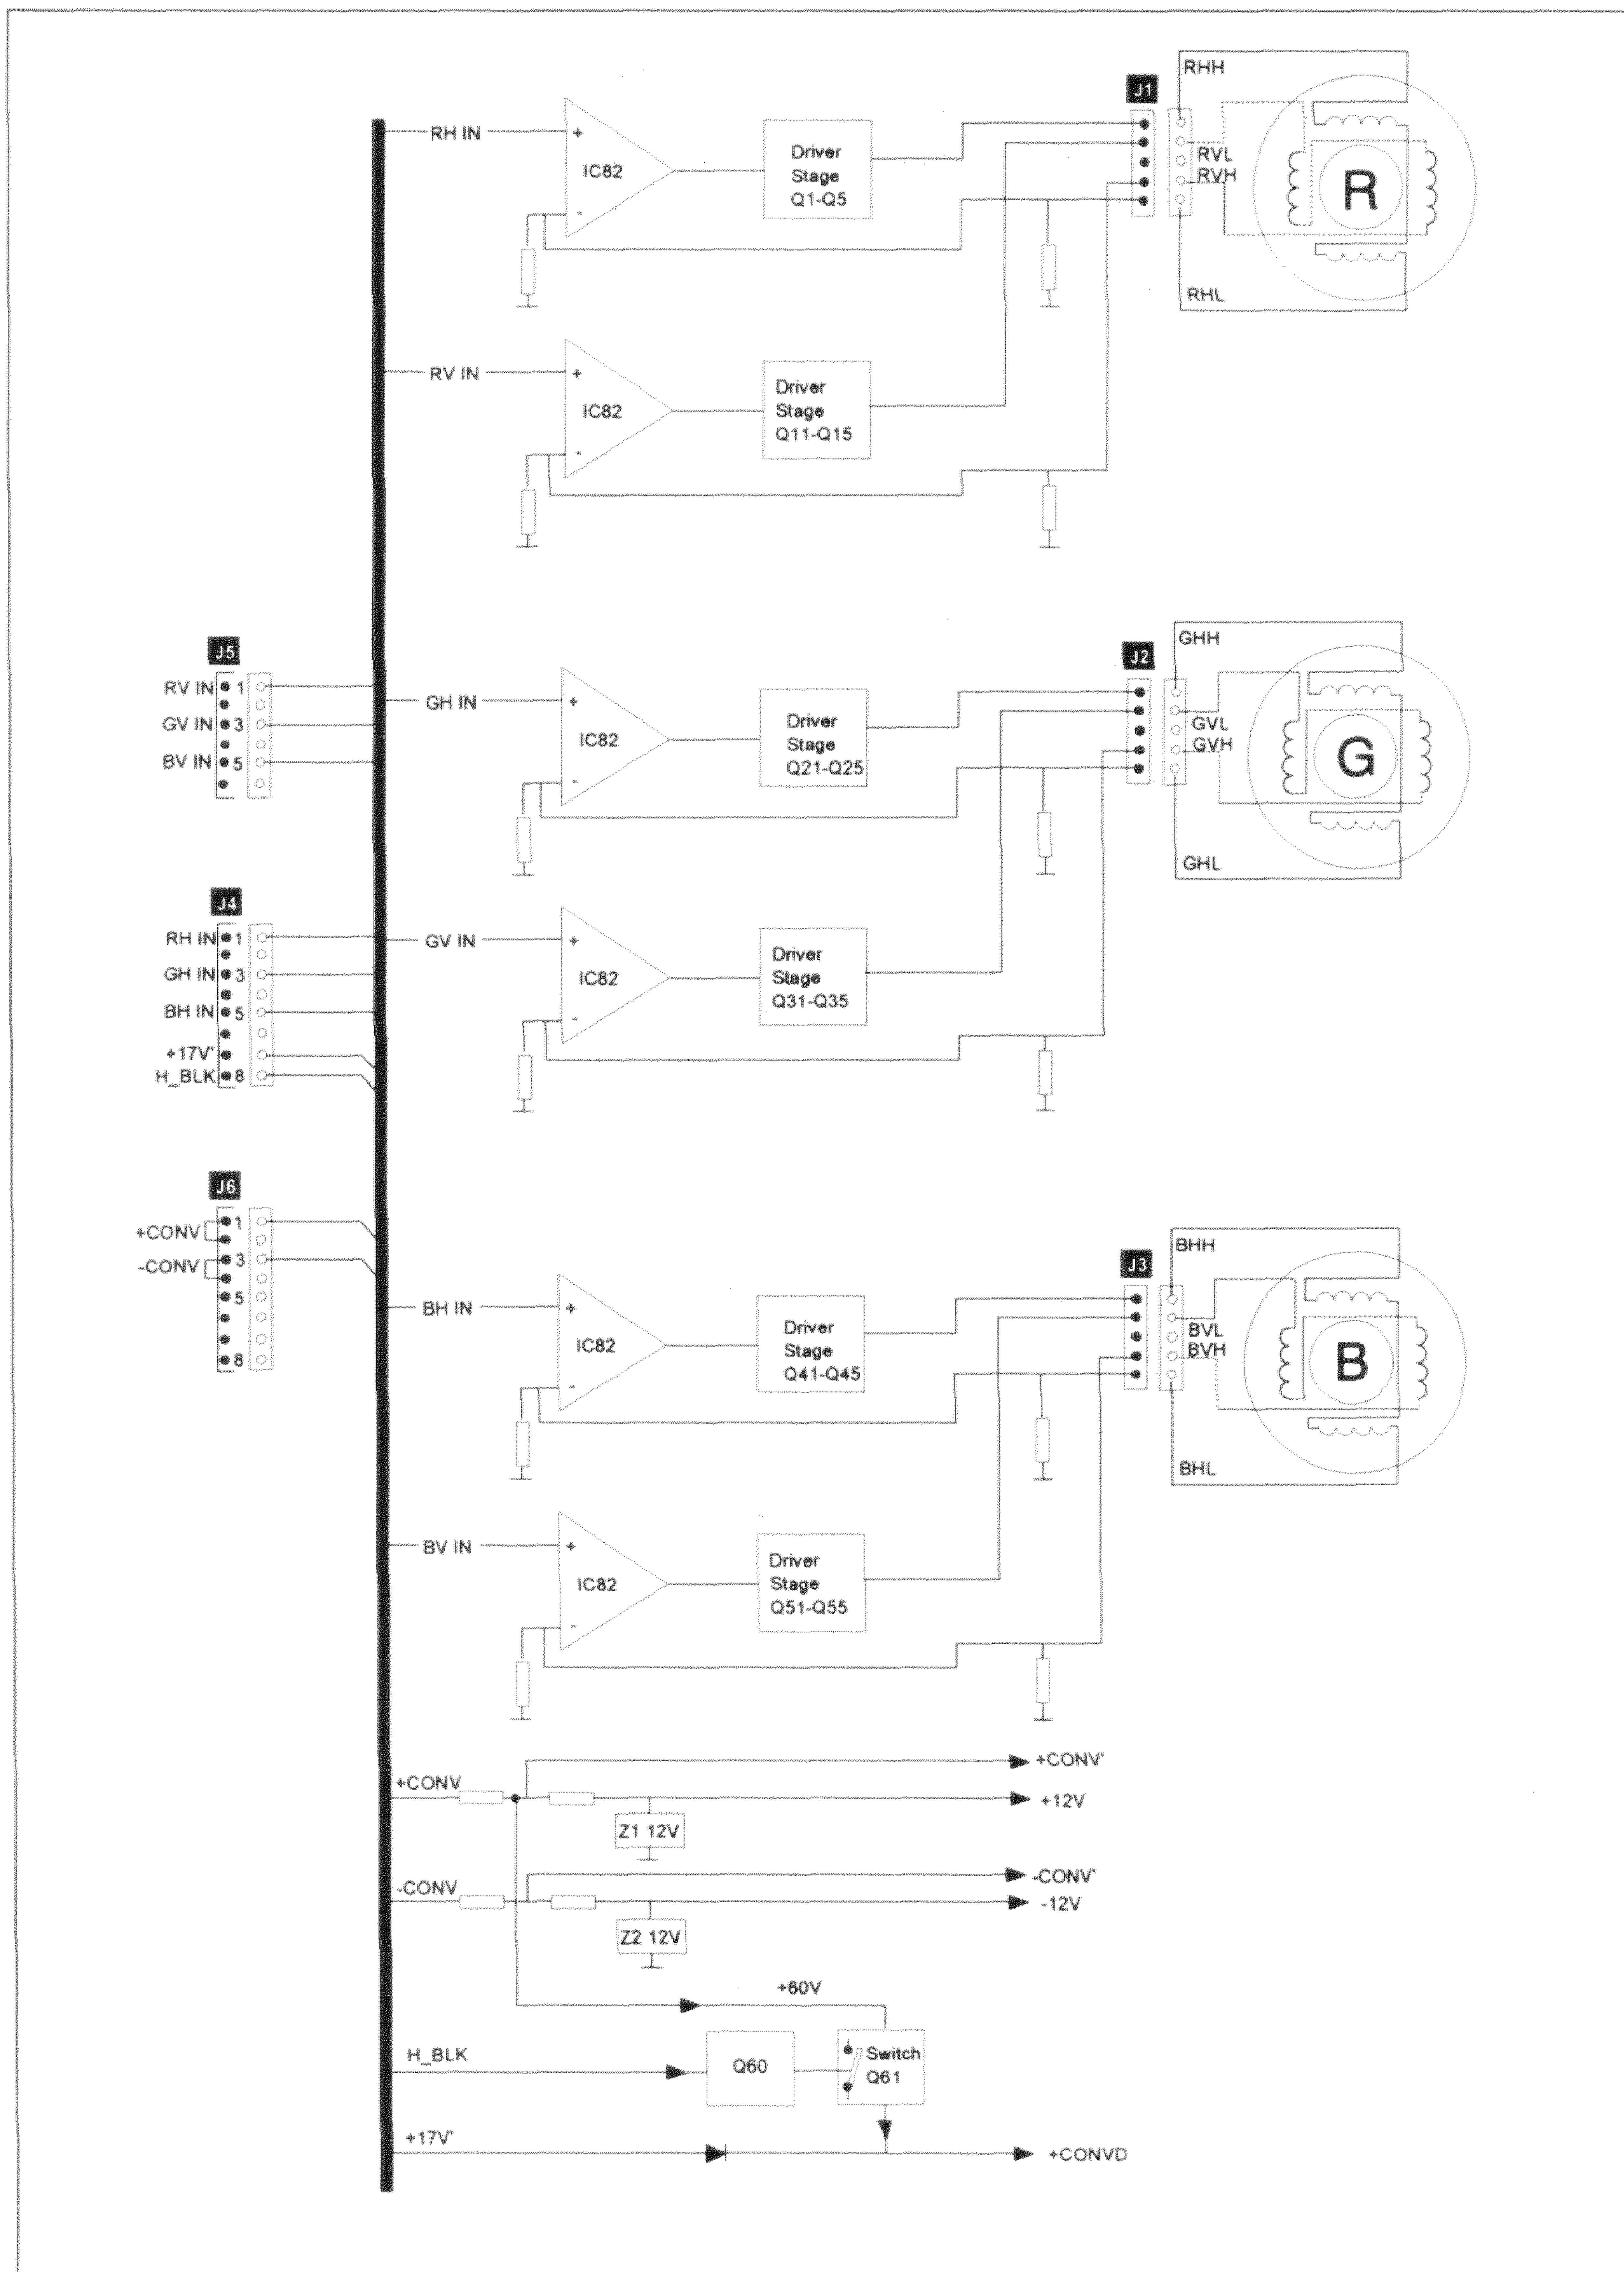 J1
RHH
RVL
RVH
RHL
R
RH IN
+
-
IC82
Driver
Stage
Q1-Q5
RV IN
+
-
IC82
Driver
Stage
Q11-Q15
J5
RV IN 1
GV IN 3
BV IN 5
J2
GHH
GVL
GVH
GHL
G
GH IN
+
-
IC82
Driver
Stage
Q21-Q25
J4
RH IN 1
GH IN 3
BH IN 5
+17V'
H_BLK 8
GV IN
+
-
IC82
Driver
Stage
Q31-Q35
J6
+CONV 1
-CONV 3
5
8
J3
BHH
BVL
BVH
BHL
B
BH IN
+
-
IC82
Driver
Stage
Q41-Q45
BV IN
+
-
IC82
Driver
Stage
Q51-Q55
+CONV
+CONV'
+12V
Z1 12V
-CONV
-CONV'
-12V
Z2 12V
+60V
H_BLK
Q60
Switch
Q61
+17V'
+CONVD